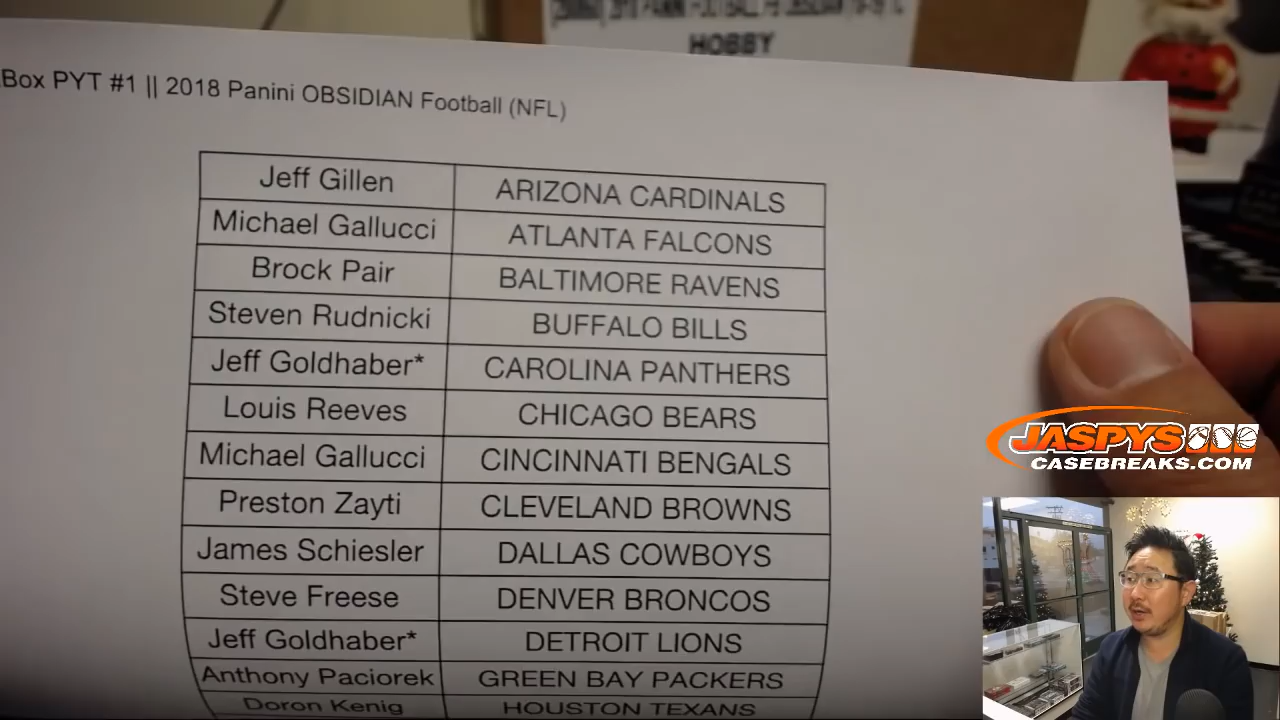 2018 PANINI
HOBBY
Box PYT #1 || 2018 Panini OBSIDIAN Football (NFL)
Jeff Gillen ARIZONA CARDINALS
Michael Gallucci ATLANTA FALCONS
Brock Pair BALTIMORE RAVENS
Steven Rudnicki BUFFALO BILLS
Jeff Goldhaber* CAROLINA PANTHERS
Louis Reeves CHICAGO BEARS
Michael Gallucci CINCINNATI BENGALS
Preston Zayti CLEVELAND BROWNS
James Schiesler DALLAS COWBOYS
Steve Freese DENVER BRONCOS
Jeff Goldhaber* DETROIT LIONS
Anthony Paciorek GREEN BAY PACKERS
Doron Kenig HOUSTON TEXANS
JASPYS
CASEBREAKS.COM